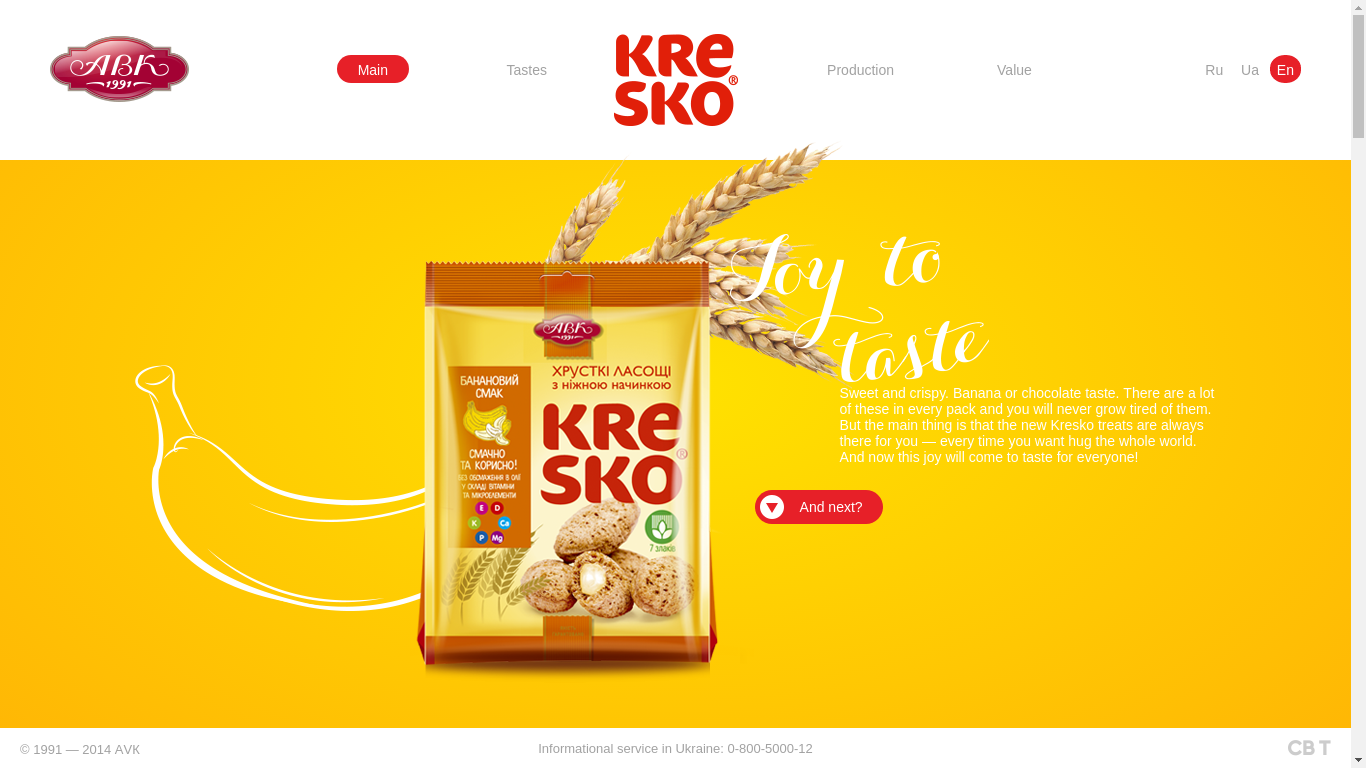 АВК
1991
Main
Tastes
KRE
SKO®
Production
Value
Ru
Ua
En
Joy to
taste
Sweet and crispy. Banana or chocolate taste. There are a lot
of these in every pack and you will never grow tired of them.
But the main thing is that the new Kresko treats are always
there for you — every time you want hug the whole world.
And now this joy will come to taste for everyone!
And next?
АВК
1991
ХРУСТКІ ЛАСОЩІ
з ніжною начинкою
БАНАНОВИЙ
СМАК
KRE
SKO®
СМАЧНО
ТА КОРИСНО!
БЕЗ ОБСМАЖЕННЯ В ОЛІЇ
У СКЛАДІ ВІТАМІНИ
ТА МІКРОЕЛЕМЕНТИ
E
D
K
Ca
P
Mg
7 злаків
© 1991 — 2014 AVK
Informational service in Ukraine: 0-800-5000-12
CB T